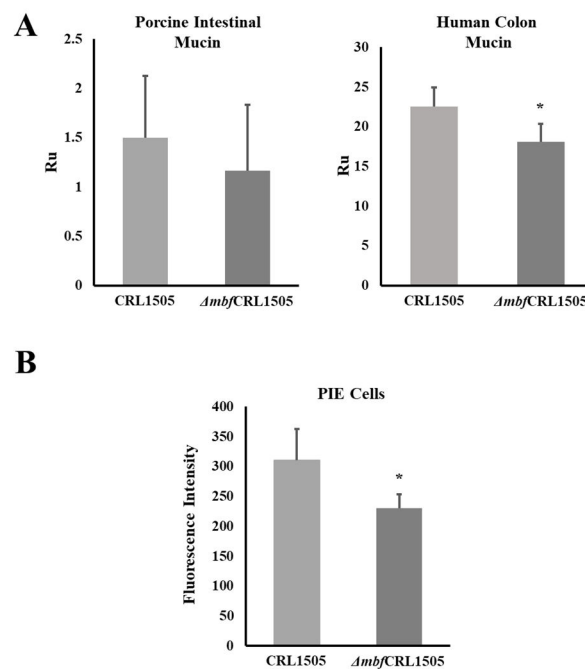 A
Porcine Intestinal
Mucin
Ru
2.5
2
1.5
1
0.5
0
CRL1505
ΔmbfCRL1505
Human Colon
Mucin
Ru
30
25
20
15
10
5
0
*
CRL1505
ΔmbfCRL1505
B
PIE Cells
Fluorescence Intensity
400
350
300
250
200
150
100
50
0
*
CRL1505
ΔmbfCRL1505